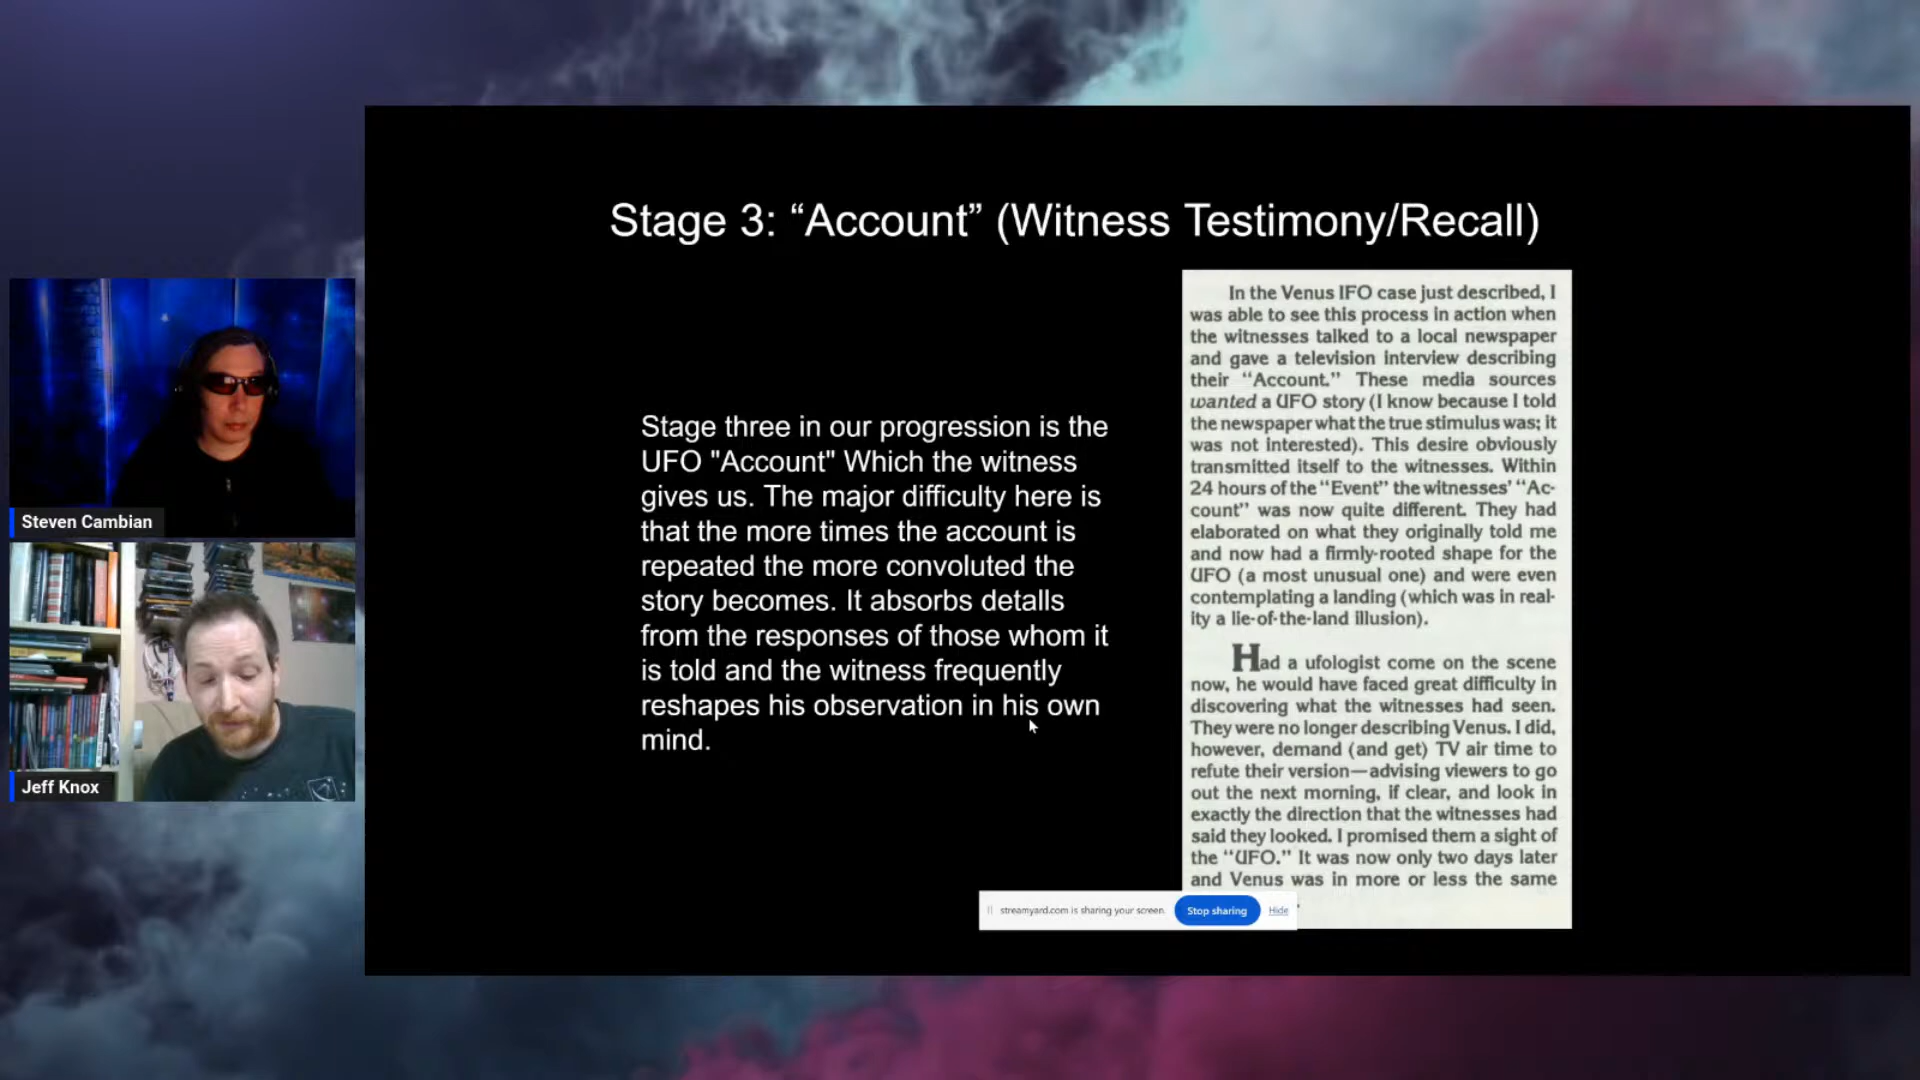 Stage 3: “Account” (Witness Testimony/Recall)
Stage three in our progression is the
UFO "Account" Which the witness
gives us. The major difficulty here is
that the more times the account is
repeated the more convoluted the
story becomes. It absorbs detalls
from the responses of those whom it
is told and the witness frequently
reshapes his observation in his own
mind.
In the Venus IFO case just described, I
was able to see this process in action when
the witnesses talked to a local newspaper
and gave a television interview describing
their “Account.” These media sources
wanted a UFO story (I know because I told
the newspaper what the true stimulus was; it
was not interested). This desire obviously
transmitted itself to the witnesses. Within
24 hours of the “Event” the witnesses’ “Ac-
count” was now quite different. They had
elaborated on what they originally told me
and now had a firmly-rooted shape for the
UFO (a most unusual one) and were even
contemplating a landing (which was in real-
ity a lie-of-the-land illusion).
Had a ufologist come on the scene
now, he would have faced great difficulty in
discovering what the witnesses had seen.
They were no longer describing Venus. I did,
however, demand (and get) TV air time to
refute their version—advising viewers to go
out the next morning, if clear, and look in
exactly the direction that the witnesses had
said they looked. I promised them a sight of
the “UFO.” It was now only two days later
and Venus was in more or less the same
streamyard.com is sharing your screen.
Stop sharing
Hide
Steven Cambian
Jeff Knox